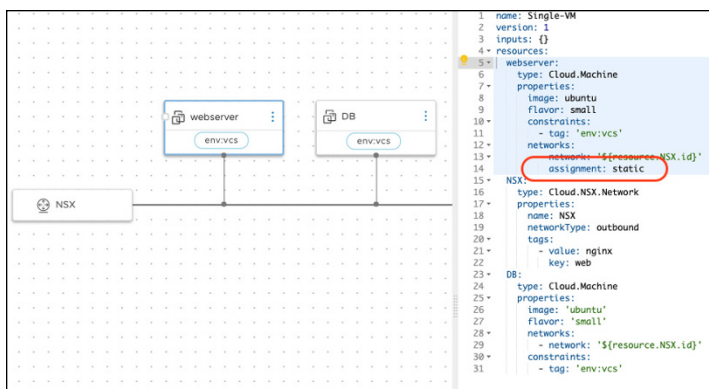 webserver
env:vcs
DB
env:vcs
NSX
1 name: Single-VM
2 version: 1
3 inputs: {}
4 resources:
5 webserver:
6 type: Cloud.Machine
7 properties:
8 image: ubuntu
9 flavor: small
10 constraints:
11 - tag: 'env:vcs'
12 networks:
13 - network: '${resource.NSX.id}'
14 assignment: static
15 NSX:
16 type: Cloud.NSX.Network
17 properties:
18 name: NSX
19 networkType: outbound
20 tags:
21 - value: nginx
22 key: web
23 DB:
24 type: Cloud.Machine
25 properties:
26 image: 'ubuntu'
27 flavor: 'small'
28 networks:
29 - network: '${resource.NSX.id}'
30 constraints:
31 - tag: 'env:vcs'